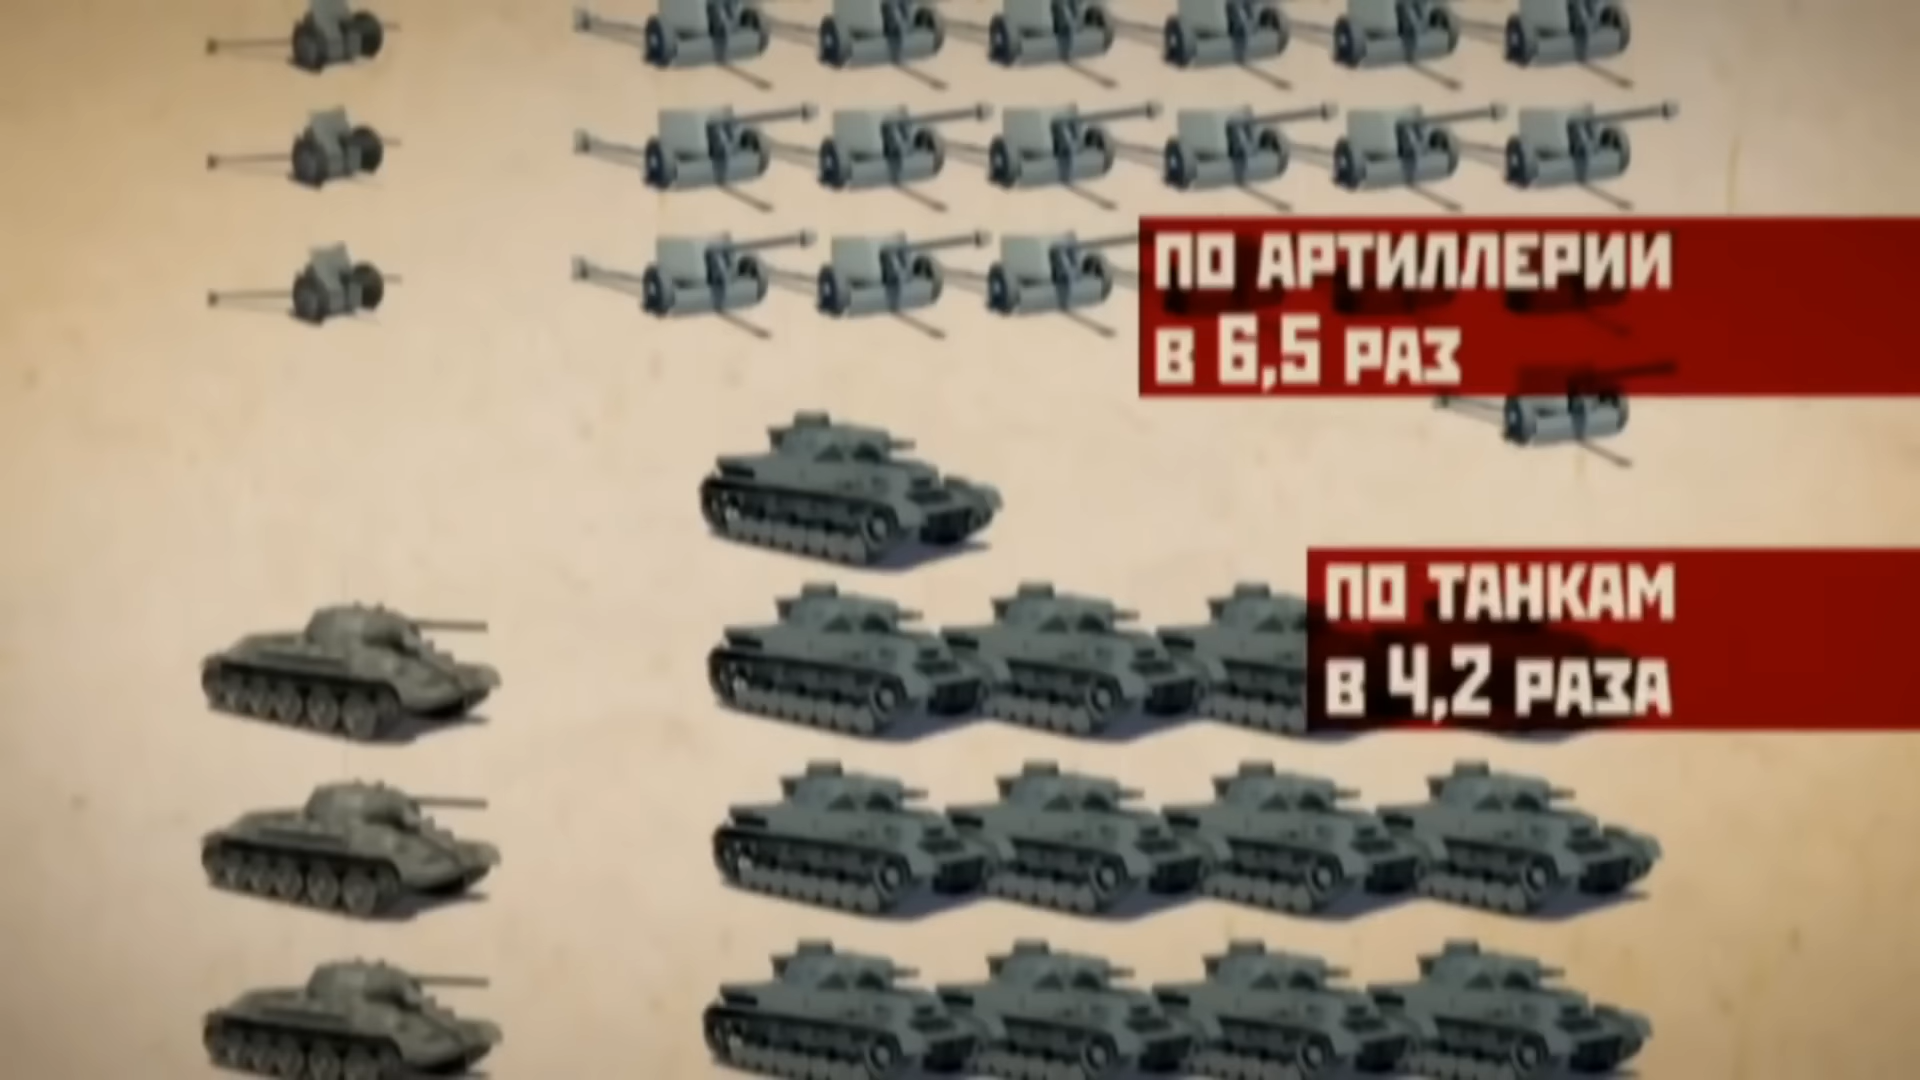 ПО АРТИЛЛЕРИИ
В 6,5 РАЗ
ПО ТАНКАМ
В 4,2 РАЗА